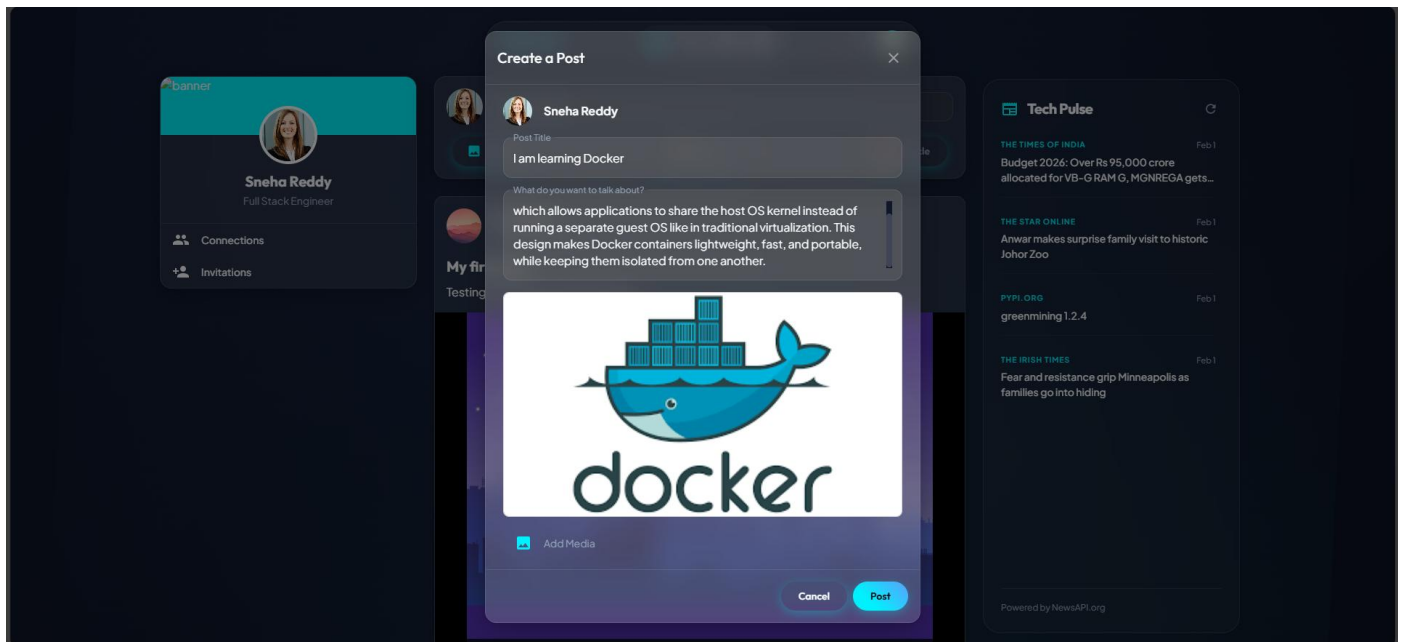 banner
Sneha Reddy
Full Stack Engineer
Connections
Invitations
My fir
Testing
Create a Post
Sneha Reddy
Post Title
I am learning Docker
What do you want to talk about?
which allows applications to share the host OS kernel instead of
running a separate guest OS like in traditional virtualization. This
design makes Docker containers lightweight, fast, and portable,
while keeping them isolated from one another.
docker
Add Media
Cancel
Post
Tech Pulse
THE TIMES OF INDIA Feb 1
Budget 2026: Over Rs 95,000 crore
allocated for VB-G RAM G, MGNREGA gets...
THE STAR ONLINE Feb 1
Anwar makes surprise family visit to historic
Johor Zoo
PYPI.ORG Feb 1
greenmining 1.2.4
THE IRISH TIMES Feb 1
Fear and resistance grip Minneapolis as
families go into hiding
Powered by NewsAPI.org